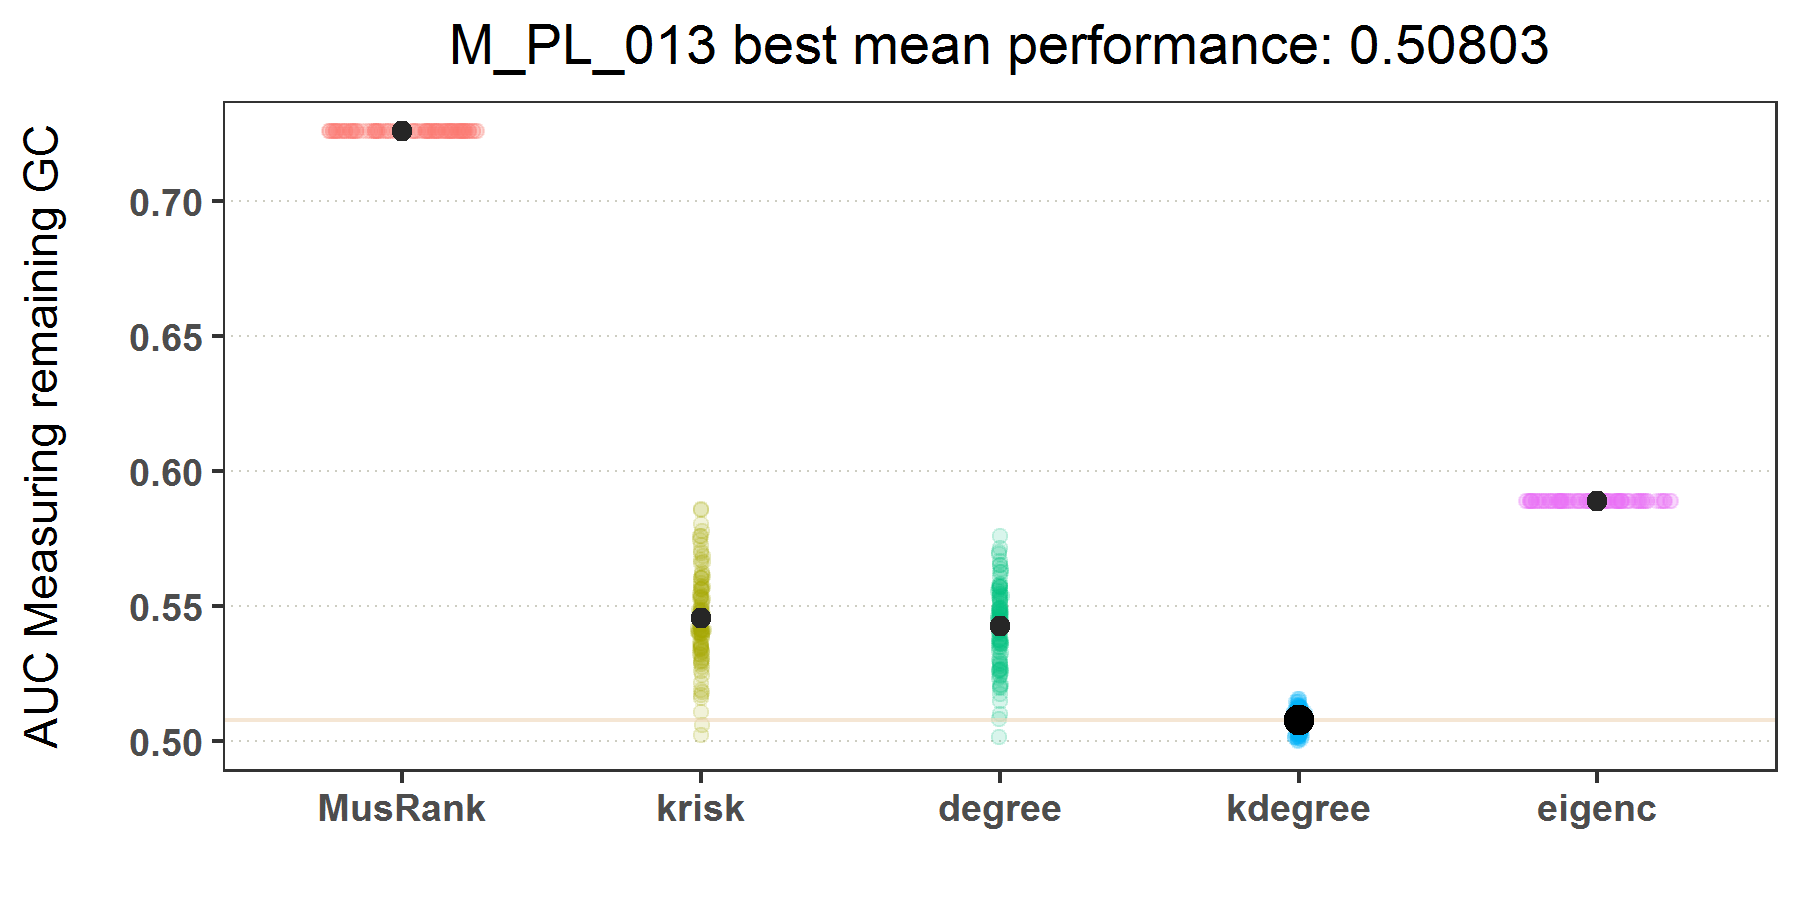 M_PL_013 best mean performance: 0.50803
AUC Measuring remaining GC
0.70
0.65
0.60
0.55
0.50
MusRank
krisk
degree
kdegree
eigenc